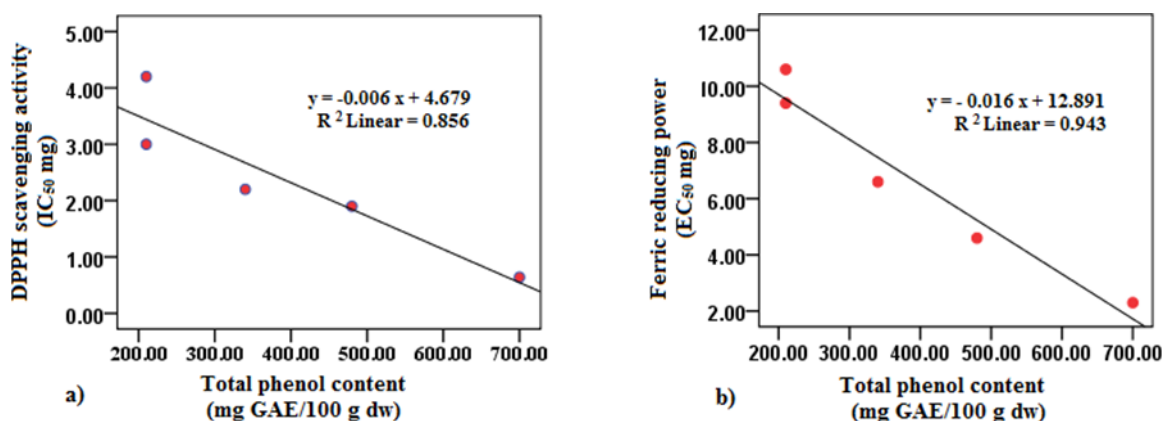 DPPH scavenging activity
(IC50 mg)
5.00
4.00
3.00
2.00
1.00
0.00
y = -0.006 x + 4.679
R 2 Linear = 0.856
200.00 300.00 400.00 500.00 600.00 700.00
Total phenol content
(mg GAE/100 g dw)
a)
Ferric reducing power
(EC50 mg)
12.00
10.00
8.00
6.00
4.00
2.00
y = - 0.016 x + 12.891
R 2 Linear = 0.943
200.00 300.00 400.00 500.00 600.00 700.00
Total phenol content
(mg GAE/100 g dw)
b)